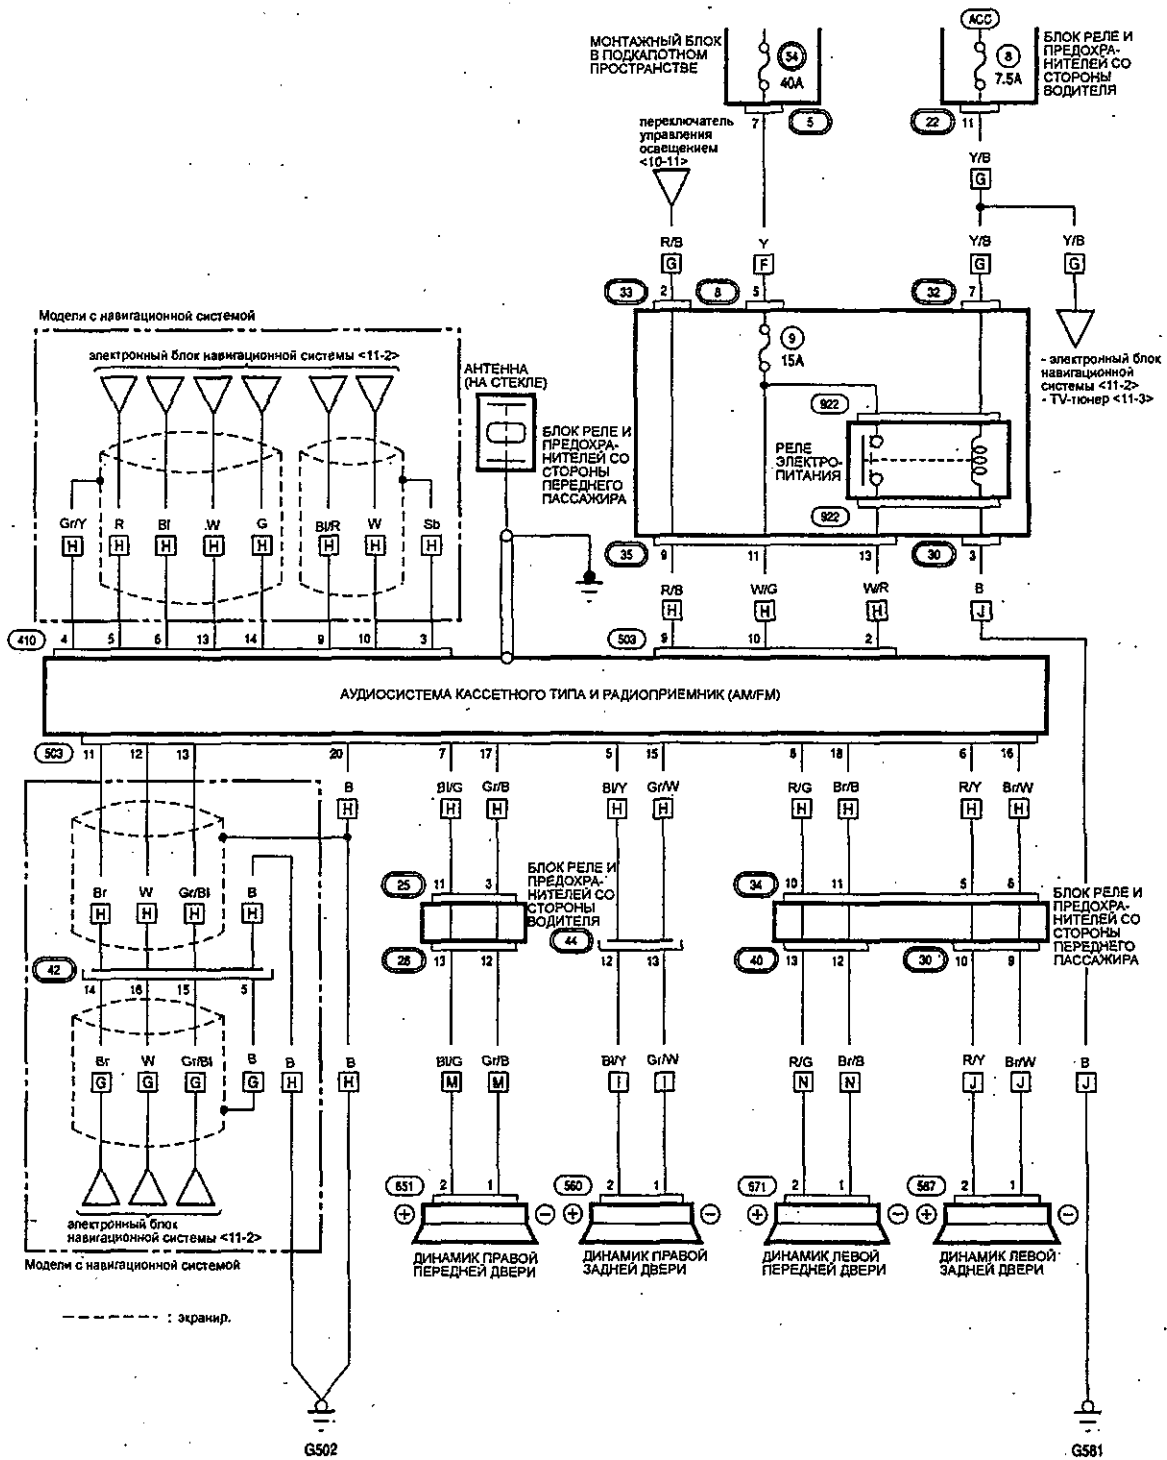 МОНТАЖНЫЙ БЛОК
В ПОДКАПОТНОМ
ПРОСТРАНСТВЕ
54
40A
ACC
8
7.5A
БЛОК РЕЛЕ И
ПРЕДОХРА-
НИТЕЛЕЙ СО
СТОРОНЫ
ВОДИТЕЛЯ
7 5 22 11
переключатель
управления
освещением
<10-11>
Y/B
G
R/B Y Y/B Y/B
G F G G
33 2 8 5 32 7
9
15A
- электронный блок
навигационной
системы <11-2>
- TV-тюнер <11-3>
922
РЕЛЕ
ЭЛЕКТРО-
ПИТАНИЯ
922
БЛОК РЕЛЕ И
ПРЕДОХРА-
НИТЕЛЕЙ СО
СТОРОНЫ
ПЕРЕДНЕГО
ПАССАЖИРА
АНТЕННА
(НА СТЕКЛЕ)
Модели с навигационной системой
электронный блок навигационной системы <11-2>
Gr/Y R Bl W G Bl/R W Sb
H H H H H H H H
35 9 11 13 30 3
R/B W/G W/R B
H H H J
410 4 5 6 13 14 9 10 3 503 9 10 2
АУДИОСИСТЕМА КАССЕТНОГО ТИПА И РАДИОПРИЕМНИК (AM/FM)
503 11 12 13 20 7 17 5 15 8 18 6 16
B Bl/G Gr/B Bl/Y Gr/W R/G Br/B R/Y Br/W
H H H H H H H H H
Br W Gr/Bl B
H H H H
25 11 3
БЛОК РЕЛЕ И
ПРЕДОХРА-
НИТЕЛЕЙ СО
СТОРОНЫ
ВОДИТЕЛЯ
34 10 11 5 6
БЛОК РЕЛЕ И
ПРЕДОХРА-
НИТЕЛЕЙ СО
СТОРОНЫ
ПЕРЕДНЕГО
ПАССАЖИРА
42 14 16 15 5
13 12 44 12 13 40 13 12 30 10 9
Br W Gr/Bl B B B Bl/G Gr/B Bl/Y Gr/W R/G Br/B R/Y Br/W B
G G G G H H M M I I N N J J J
электронный блок
навигационной системы <11-2>
Модели с навигационной системой
651 2 1 560 2 1 671 2 1 567 2 1
+ − + − + − + −
ДИНАМИК ПРАВОЙ
ПЕРЕДНЕЙ ДВЕРИ
ДИНАМИК ПРАВОЙ
ЗАДНЕЙ ДВЕРИ
ДИНАМИК ЛЕВОЙ
ПЕРЕДНЕЙ ДВЕРИ
ДИНАМИК ЛЕВОЙ
ЗАДНЕЙ ДВЕРИ
: экранир.
G502
G581